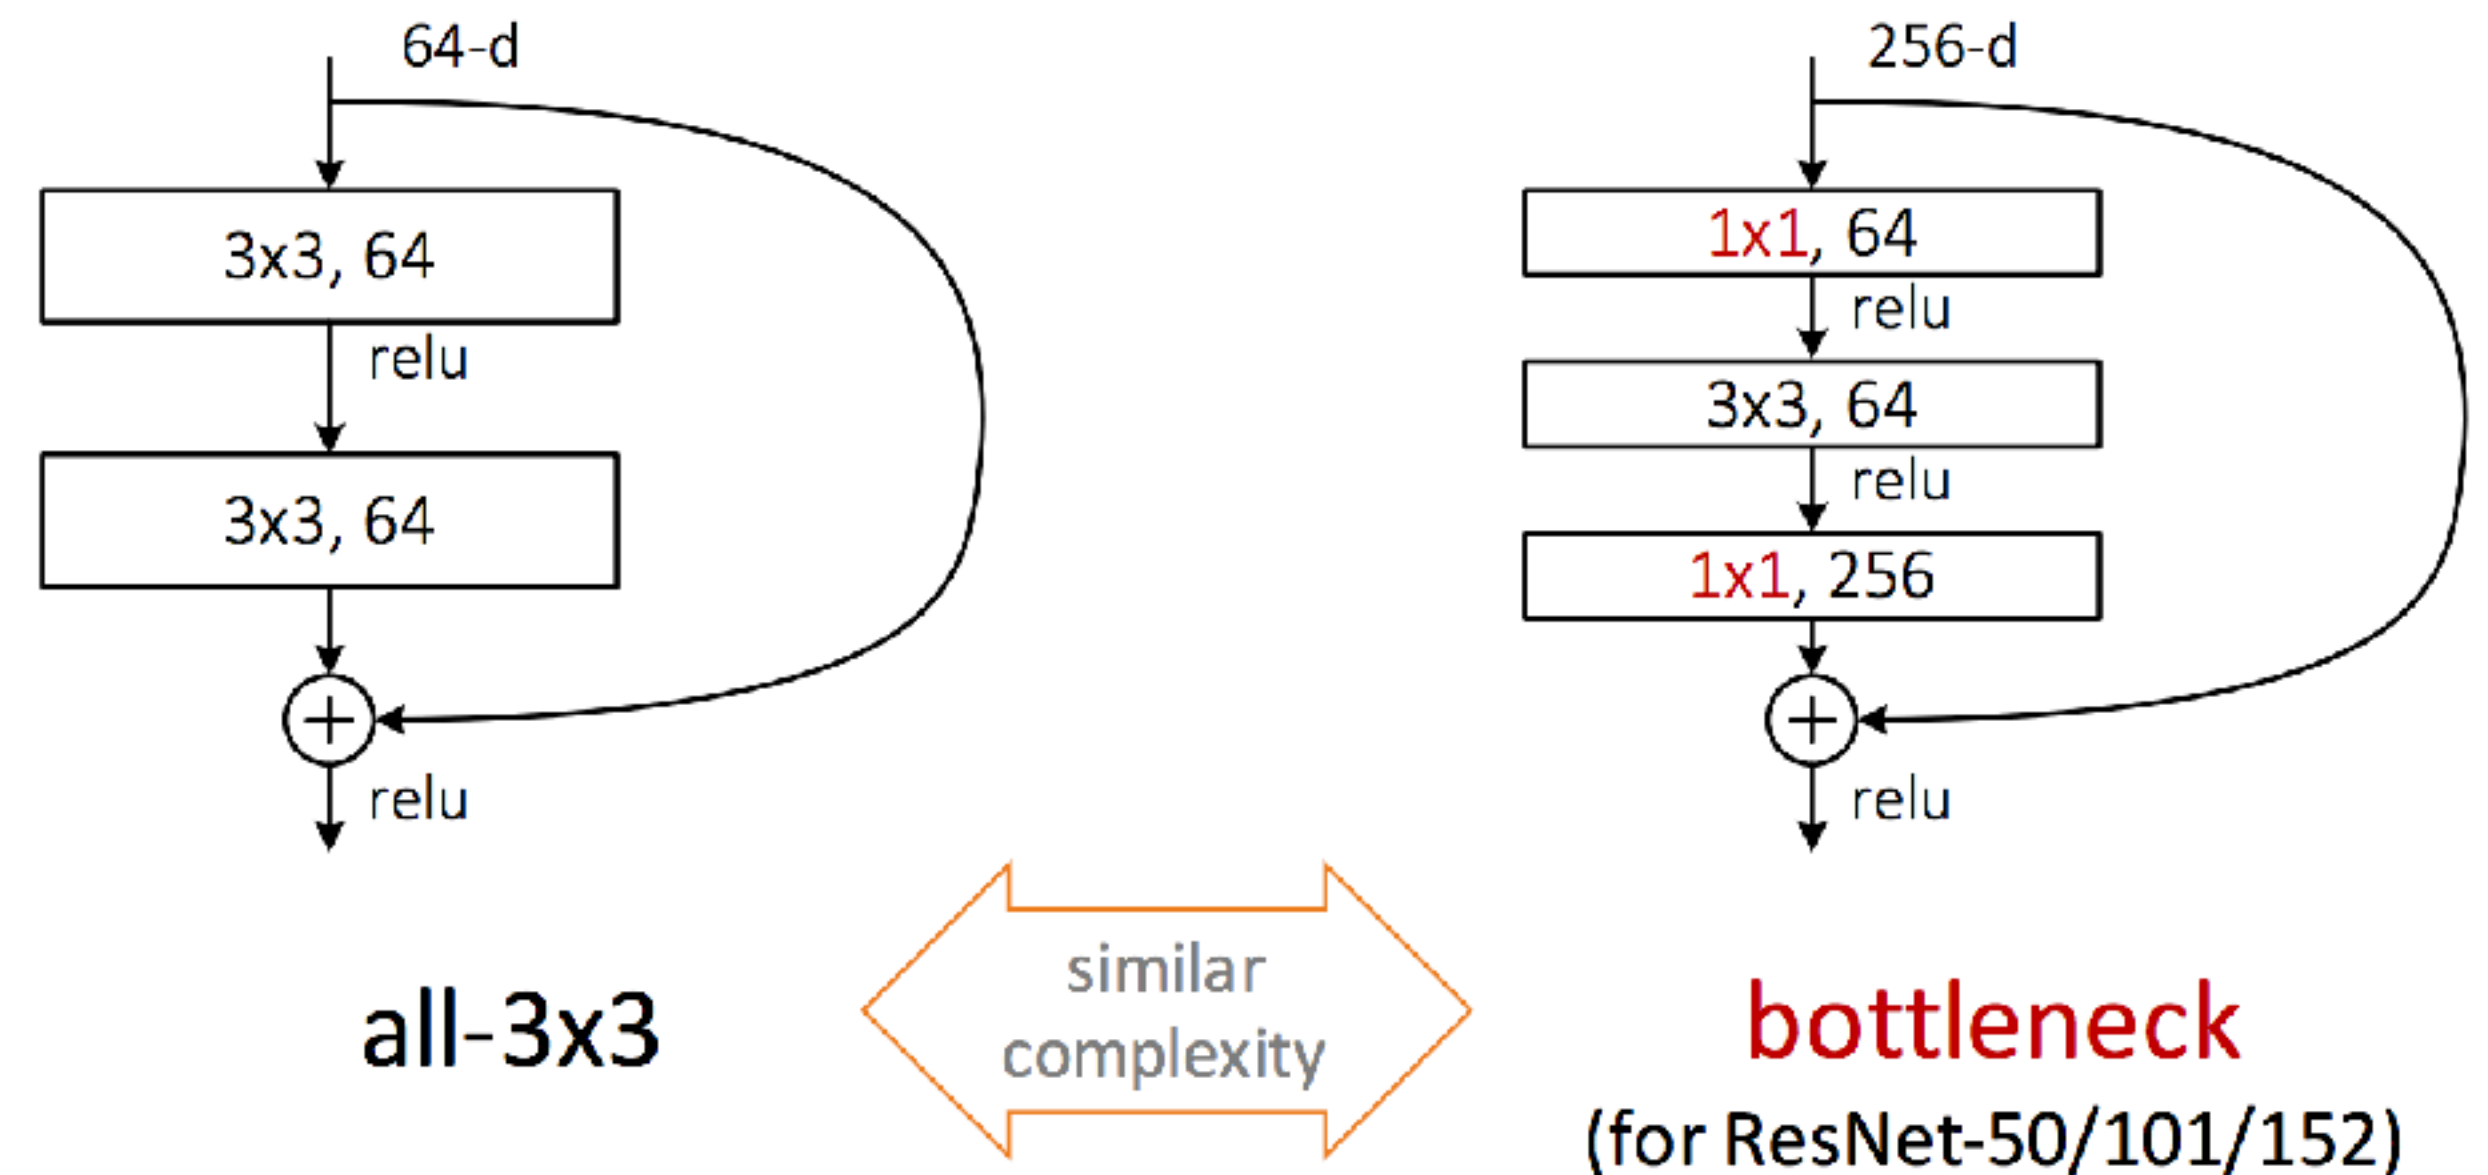 64-d
3x3, 64
relu
3x3, 64
relu
all-3x3
similar
complexity
256-d
1x1, 64
relu
3x3, 64
relu
1x1, 256
relu
bottleneck
(for ResNet-50/101/152)